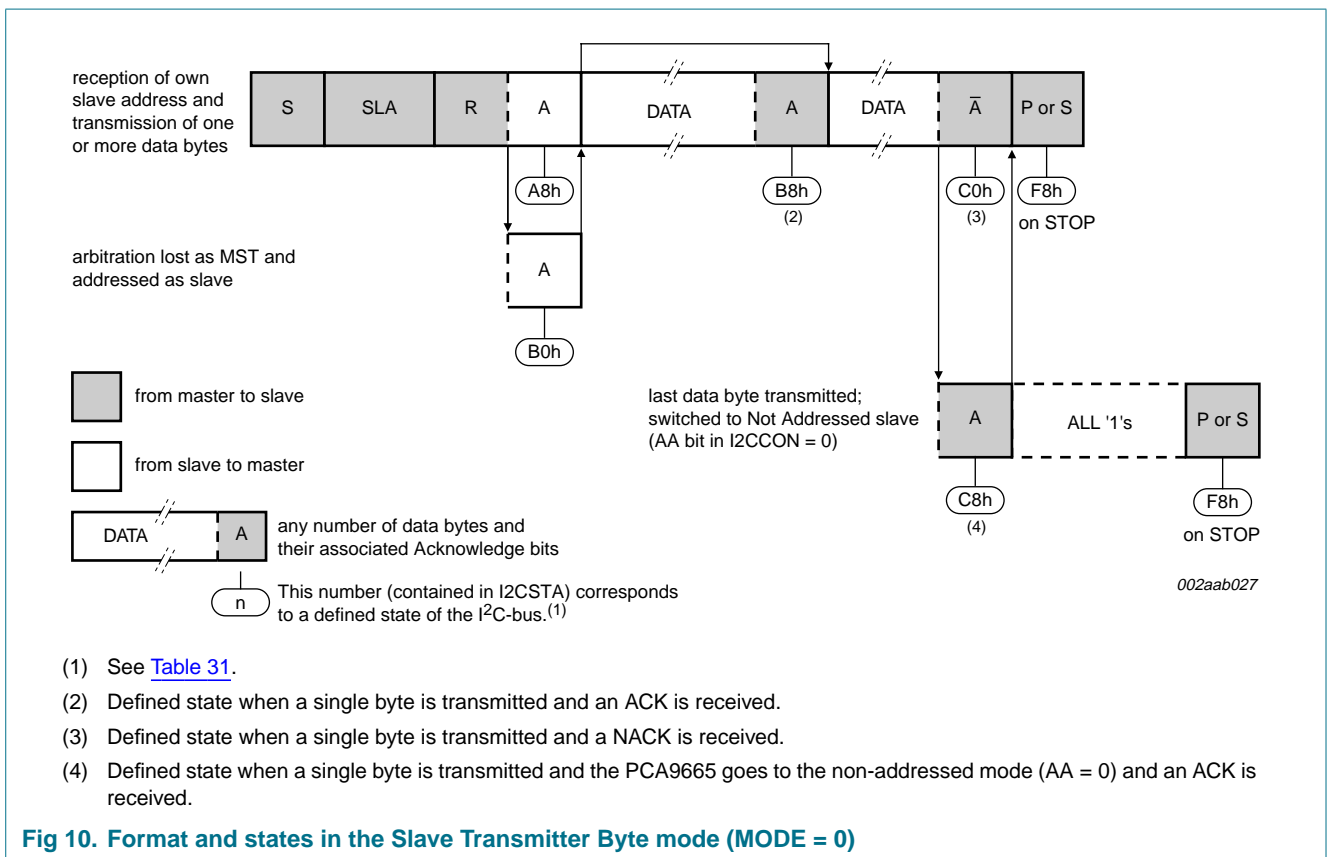 reception of own
slave address and
transmission of one
or more data bytes
S SLA R A DATA A DATA A̅ P or S
A8h B8h C0h F8h
(2) (3) on STOP
arbitration lost as MST and
addressed as slave
A
B0h
from master to slave
from slave to master
DATA A
any number of data bytes and
their associated Acknowledge bits
n
This number (contained in I2CSTA) corresponds
to a defined state of the I²C-bus.(1)
last data byte transmitted;
switched to Not Addressed slave
(AA bit in I2CCON = 0)
A ALL '1's P or S
C8h F8h
(4) on STOP
002aab027
(1) See Table 31.
(2) Defined state when a single byte is transmitted and an ACK is received.
(3) Defined state when a single byte is transmitted and a NACK is received.
(4) Defined state when a single byte is transmitted and the PCA9665 goes to the non-addressed mode (AA = 0) and an ACK is
received.
Fig 10. Format and states in the Slave Transmitter Byte mode (MODE = 0)